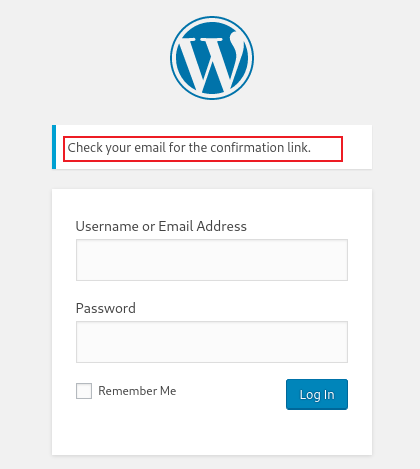 Check your email for the confirmation link.
Username or Email Address
Password
Remember Me
Log In